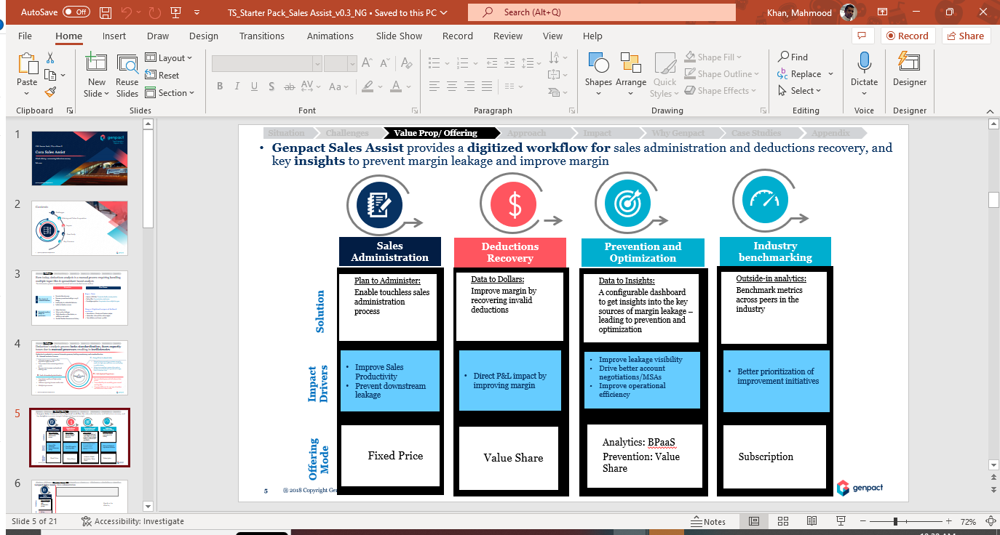 AutoSave Off
TS_Starter Pack_Sales Assist_v0.3_NG • Saved to this PC
Search (Alt+Q)
Khan, Mahmood
File Home Insert Draw Design Transitions Animations Slide Show Record Review View Help
Record Share
Paste
New Slide
Reuse Slides
Layout
Reset
Section
B I U S ab AV Aa A
Shapes Arrange Quick Styles
Shape Fill
Shape Outline
Shape Effects
Find
Replace
Select
Dictate
Designer
Clipboard Slides Font Paragraph Drawing Editing Voice Designer
1
genpact
Cora Sales Assist
2
Contents
3
4
5
6
Situation Challenges Value Prop/ Offering Approach Impact Why Genpact Case Studies Appendix
• Genpact Sales Assist provides a digitized workflow for sales administration and deductions recovery, and
key insights to prevent margin leakage and improve margin
Sales
Administration
Deductions
Recovery
Prevention and
Optimization
Industry
benchmarking
Solution
Plan to Administer:
Enable touchless sales
administration
process
Data to Dollars:
Improve margin by
recovering invalid
deductions
Data to Insights:
A configurable dashboard
to get insights into the key
sources of margin leakage –
leading to prevention and
optimization
Outside-in analytics:
Benchmark metrics
across peers in the
industry
Impact
Drivers
• Improve Sales
Productivity
• Prevent downstream
leakage
• Direct P&L impact by
improving margin
• Improve leakage visibility
• Drive better account
negotiations/MSAs
• Improve operational
efficiency
• Better prioritization of
improvement initiatives
Offering
Mode
Fixed Price
Value Share
Analytics: BPaaS
Prevention: Value
Share
Subscription
5 ® 2018 Copyright Ge
genpact
Slide 5 of 21
Accessibility: Investigate
Notes
72%